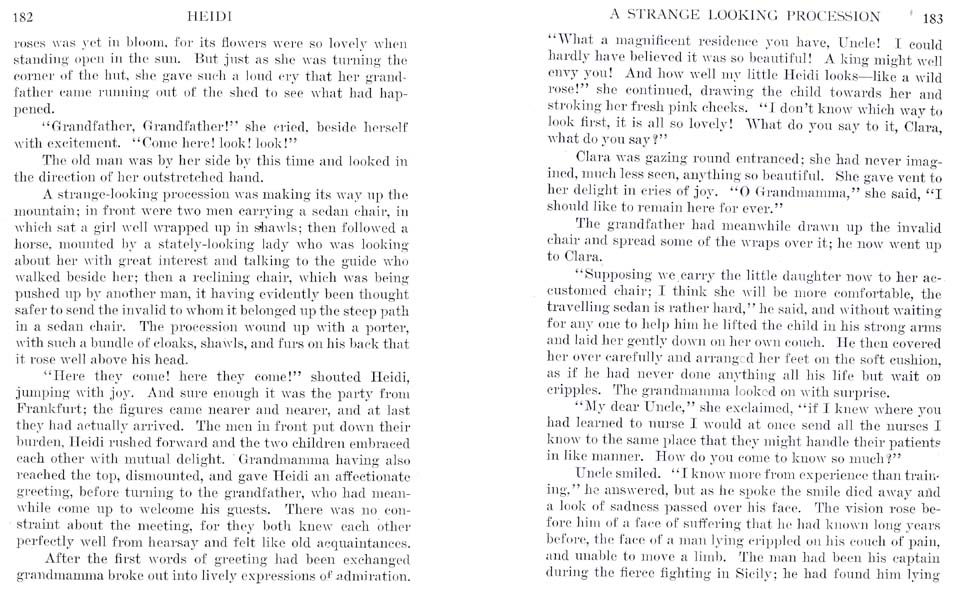 182 HEIDI
roses was yet in bloom, for its flowers were so lovely when
standing open in the sun. But just as she was turning the
corner of the hut, she gave such a loud cry that her grand-
father came running out of the shed to see what had hap-
pened.
“Grandfather, Grandfather!” she cried, beside herself
with excitement. “Come here! look! look!”
The old man was by her side by this time and looked in
the direction of her outstretched hand.
A strange-looking procession was making its way up the
mountain; in front were two men carrying a sedan chair, in
which sat a girl well wrapped up in shawls; then followed a
horse, mounted by a stately-looking lady who was looking
about her with great interest and talking to the guide who
walked beside her; then a reclining chair, which was being
pushed up by another man, it having evidently been thought
safer to send the invalid to whom it belonged up the steep path
in a sedan chair. The procession wound up with a porter,
with such a bundle of cloaks, shawls, and furs on his back that
it rose well above his head.
“Here they come! here they come!” shouted Heidi,
jumping with joy. And sure enough it was the party from
Frankfurt; the figures came nearer and nearer, and at last
they had actually arrived. The men in front put down their
burden, Heidi rushed forward and the two children embraced
each other with mutual delight. Grandmamma having also
reached the top, dismounted, and gave Heidi an affectionate
greeting, before turning to the grandfather, who had mean-
while come up to welcome his guests. There was no con-
straint about the meeting, for they both knew each other
perfectly well from hearsay and felt like old acquaintances.
After the first words of greeting had been exchanged
grandmamma broke out into lively expressions of admiration.
A STRANGE LOOKING PROCESSION 183
“What a magnificent residence you have, Uncle! I could
hardly have believed it was so beautiful! A king might well
envy you! And how well my little Heidi looks—like a wild
rose!” she continued, drawing the child towards her and
stroking her fresh pink cheeks. “I don't know which way to
look first, it is all so lovely! What do you say to it, Clara,
what do you say?”
Clara was gazing round entranced; she had never imag-
ined, much less seen, anything so beautiful. She gave vent to
her delight in cries of joy. “O Grandmamma,” she said, “I
should like to remain here for ever.”
The grandfather had meanwhile drawn up the invalid
chair and spread some of the wraps over it; he now went up
to Clara.
“Supposing we carry the little daughter now to her ac-
customed chair; I think she will be more comfortable, the
travelling sedan is rather hard,” he said, and without waiting
for any one to help him he lifted the child in his strong arms
and laid her gently down on her own couch. He then covered
her over carefully and arranged her feet on the soft cushion,
as if he had never done anything all his life but wait on
cripples. The grandmamma looked on with surprise.
“My dear Uncle,” she exclaimed, “if I knew where you
had learned to nurse I would at once send all the nurses I
know to the same place that they might handle their patients
in like manner. How do you come to know so much?”
Uncle smiled. “I know more from experience than train-
ing,” he answered, but as he spoke the smile died away and
a look of sadness passed over his face. The vision rose be-
fore him of a face of suffering that he had known long years
before, the face of a man lying crippled on his couch of pain,
and unable to move a limb. The man had been his captain
during the fierce fighting in Sicily; he had found him lying